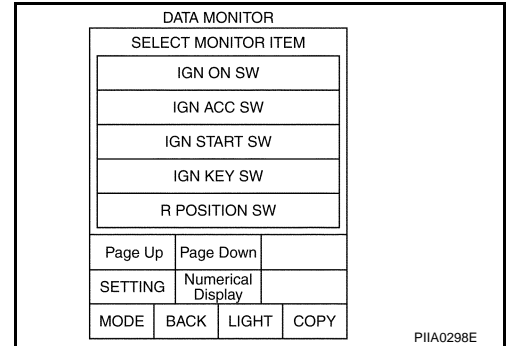 DATA MONITOR
SELECT MONITOR ITEM
IGN ON SW
IGN ACC SW
IGN START SW
IGN KEY SW
R POSITION SW
Page Up Page Down
SETTING Numerical Display
MODE BACK LIGHT COPY
PIIA0298E